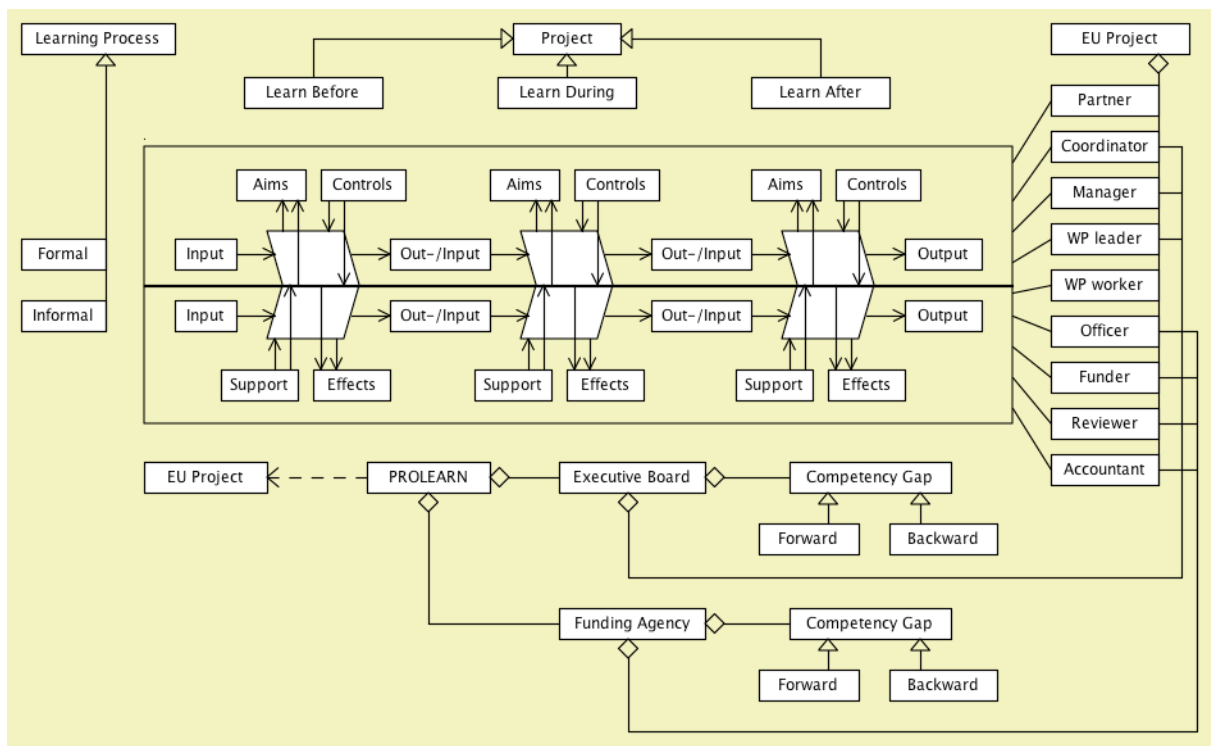 Learning Process
Project
EU Project
Learn Before
Learn During
Learn After
Partner
Coordinator
Aims
Controls
Aims
Controls
Aims
Controls
Manager
Formal
Input
Out-/Input
Out-/Input
Output
WP leader
WP worker
Informal
Input
Out-/Input
Out-/Input
Output
Officer
Support
Effects
Support
Effects
Support
Effects
Funder
Reviewer
Accountant
EU Project
PROLEARN
Executive Board
Competency Gap
Forward
Backward
Funding Agency
Competency Gap
Forward
Backward